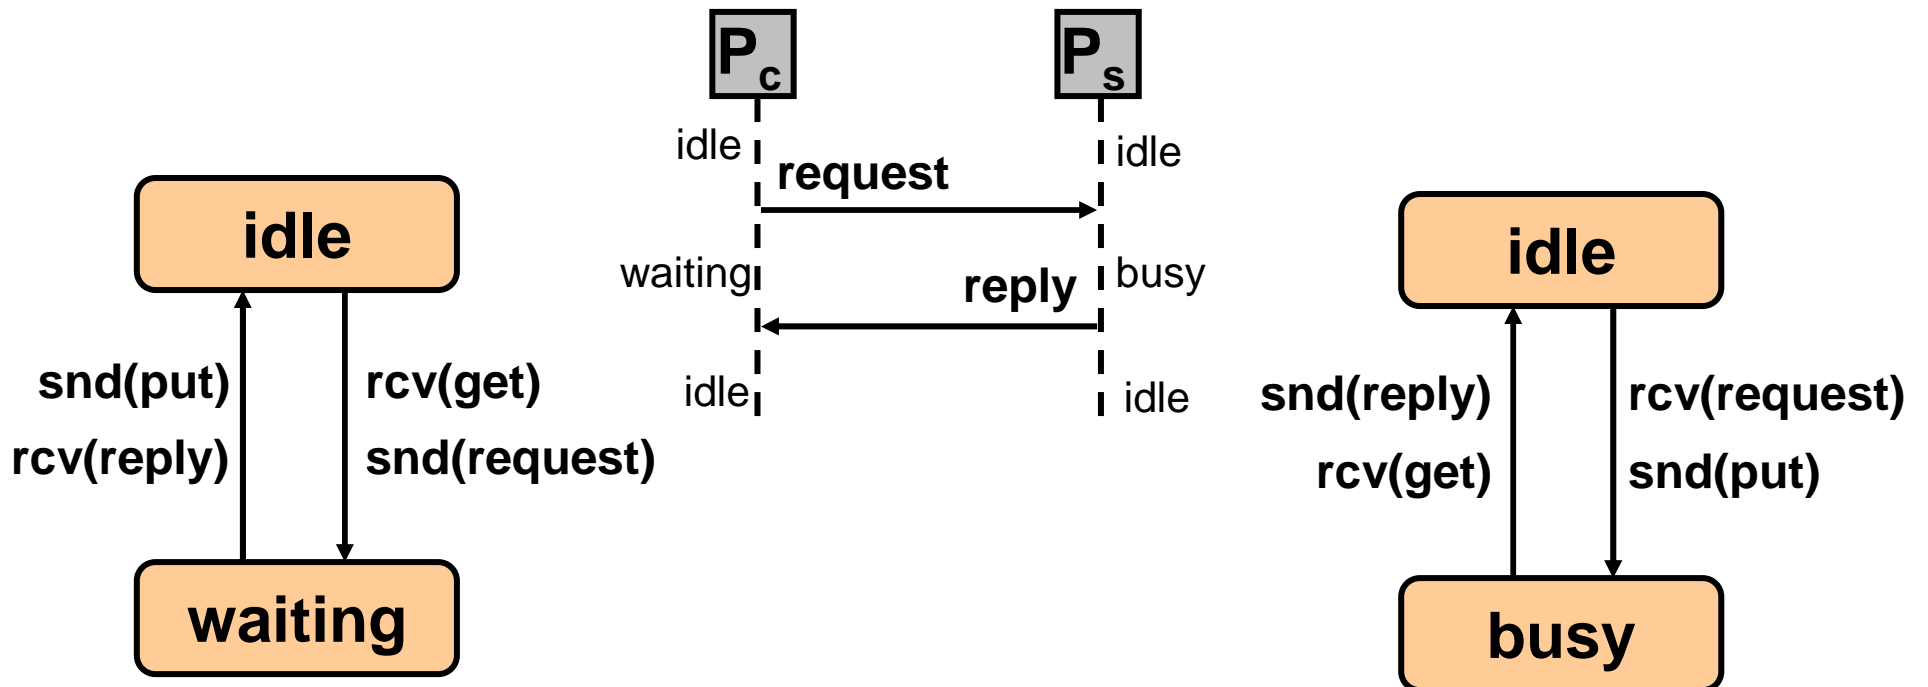 Pc
Ps
idle
idle
request
waiting
busy
reply
idle
idle
idle
snd(put)
rcv(get)
rcv(reply)
snd(request)
waiting
idle
snd(reply)
rcv(request)
rcv(get)
snd(put)
busy